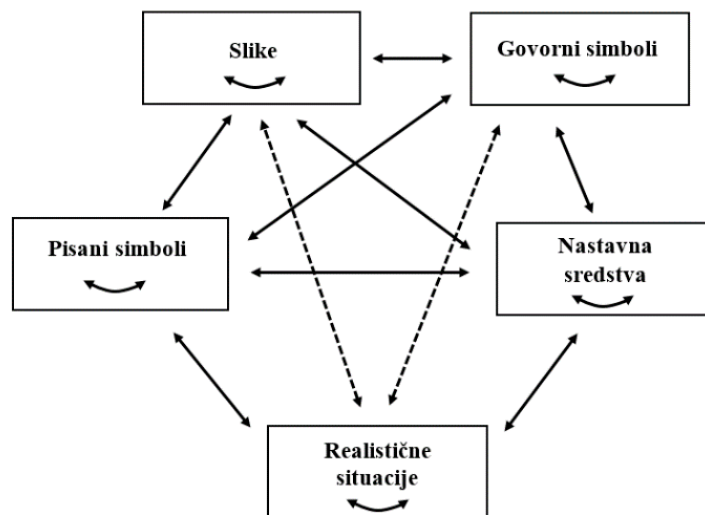 Slike
Govorni simboli
Pisani simboli
Nastavna
sredstva
Realistične
situacije